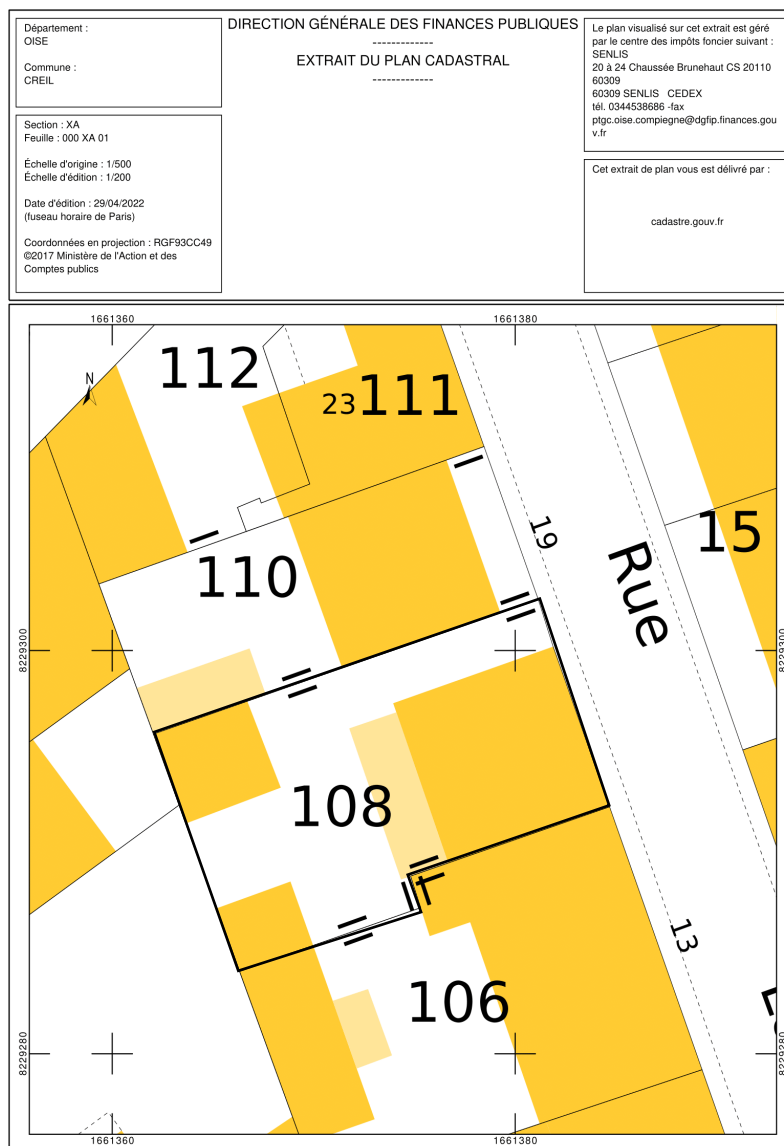 Département :
OISE
Commune :
CREIL
Section : XA
Feuille : 000 XA 01
Échelle d'origine : 1/500
Échelle d'édition : 1/200
Date d'édition : 29/04/2022
(fuseau horaire de Paris)
Coordonnées en projection : RGF93CC49
©2017 Ministère de l'Action et des
Comptes publics
DIRECTION GÉNÉRALE DES FINANCES PUBLIQUES
-------------
EXTRAIT DU PLAN CADASTRAL
-------------
Le plan visualisé sur cet extrait est géré
par le centre des impôts foncier suivant :
SENLIS
20 à 24 Chaussée Brunehaut CS 20110
60309
60309 SENLIS CEDEX
tél. 0344538686 -fax
ptgc.oise.compiegne@dgfip.finances.gou
v.fr
Cet extrait de plan vous est délivré par :
cadastre.gouv.fr
1661360
1661380
N
112
23
111
19
15
110
Rue
8229300
8229300
108
13
106
8229280
8229280
1661360
1661380